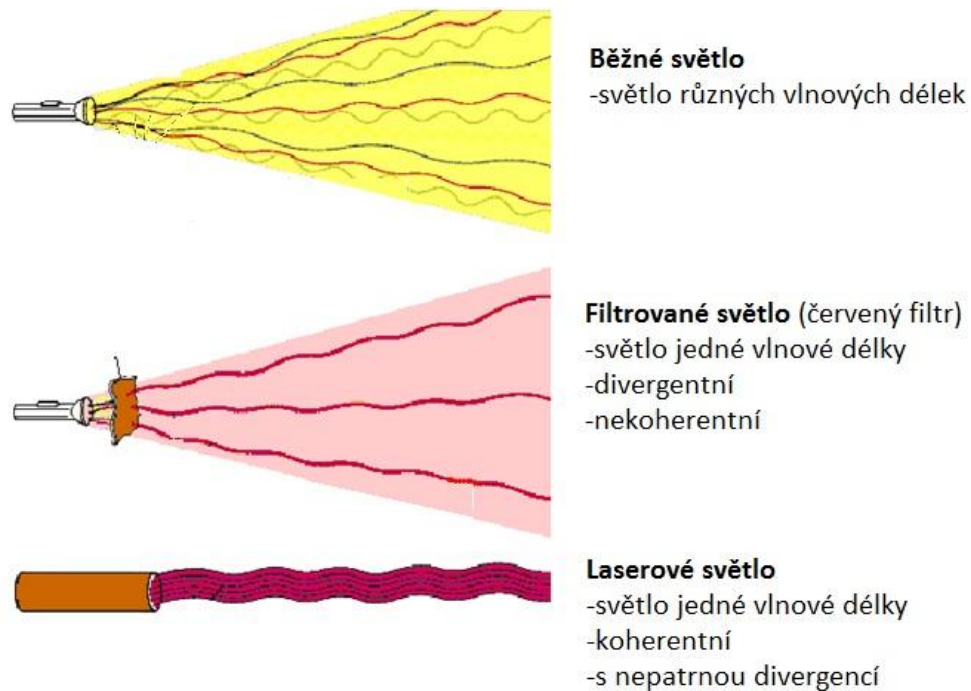 Běžné světlo
-světlo různých vlnových délek
Filtrované světlo (červený filtr)
-světlo jedné vlnové délky
-divergentní
-nekoherentní
Laserové světlo
-světlo jedné vlnové délky
-koherentní
-s nepatrnou divergencí